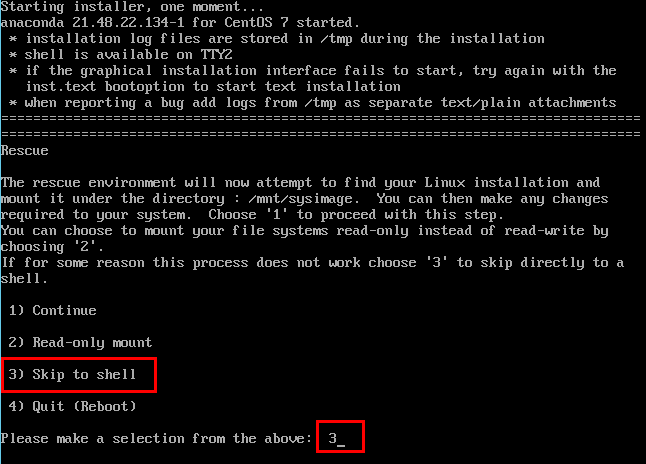 Starting installer, one moment...
anaconda 21.48.22.134-1 for CentOS 7 started.
* installation log files are stored in /tmp during the installation
* shell is available on TTY2
* if the graphical installation interface fails to start, try again with the
inst.text bootoption to start text installation
* when reporting a bug add logs from /tmp as separate text/plain attachments
================================================================================
================================================================================
Rescue
The rescue environment will now attempt to find your Linux installation and
mount it under the directory : /mnt/sysimage.  You can then make any changes
required to your system.  Choose '1' to proceed with this step.
You can choose to mount your file systems read-only instead of read-write by
choosing '2'.
If for some reason this process does not work choose '3' to skip directly to a
shell.
1) Continue
2) Read-only mount
3) Skip to shell
4) Quit (Reboot)
Please make a selection from the above:  3_